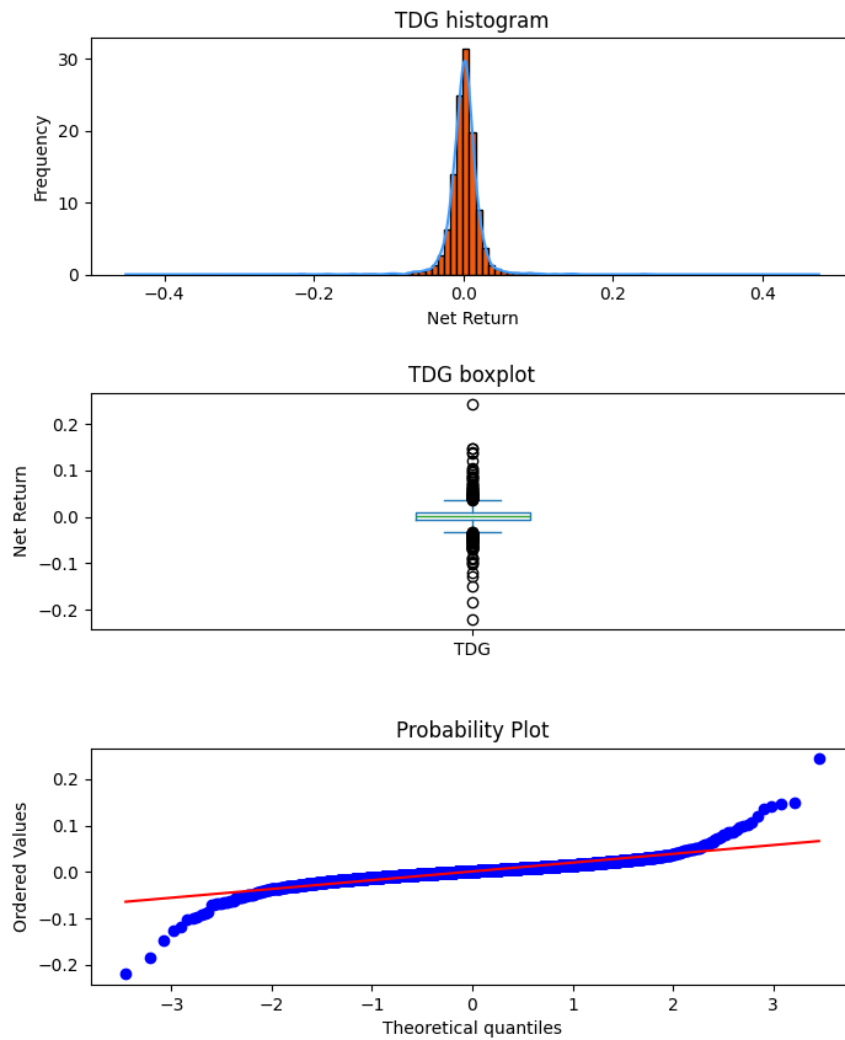 TDG histogram
Frequency
30
20
10
0
−0.4 −0.2 0.0 0.2 0.4
Net Return
TDG boxplot
Net Return
0.2
0.1
0.0
−0.1
−0.2
TDG
Probability Plot
Ordered Values
0.2
0.1
0.0
−0.1
−0.2
−3 −2 −1 0 1 2 3
Theoretical quantiles